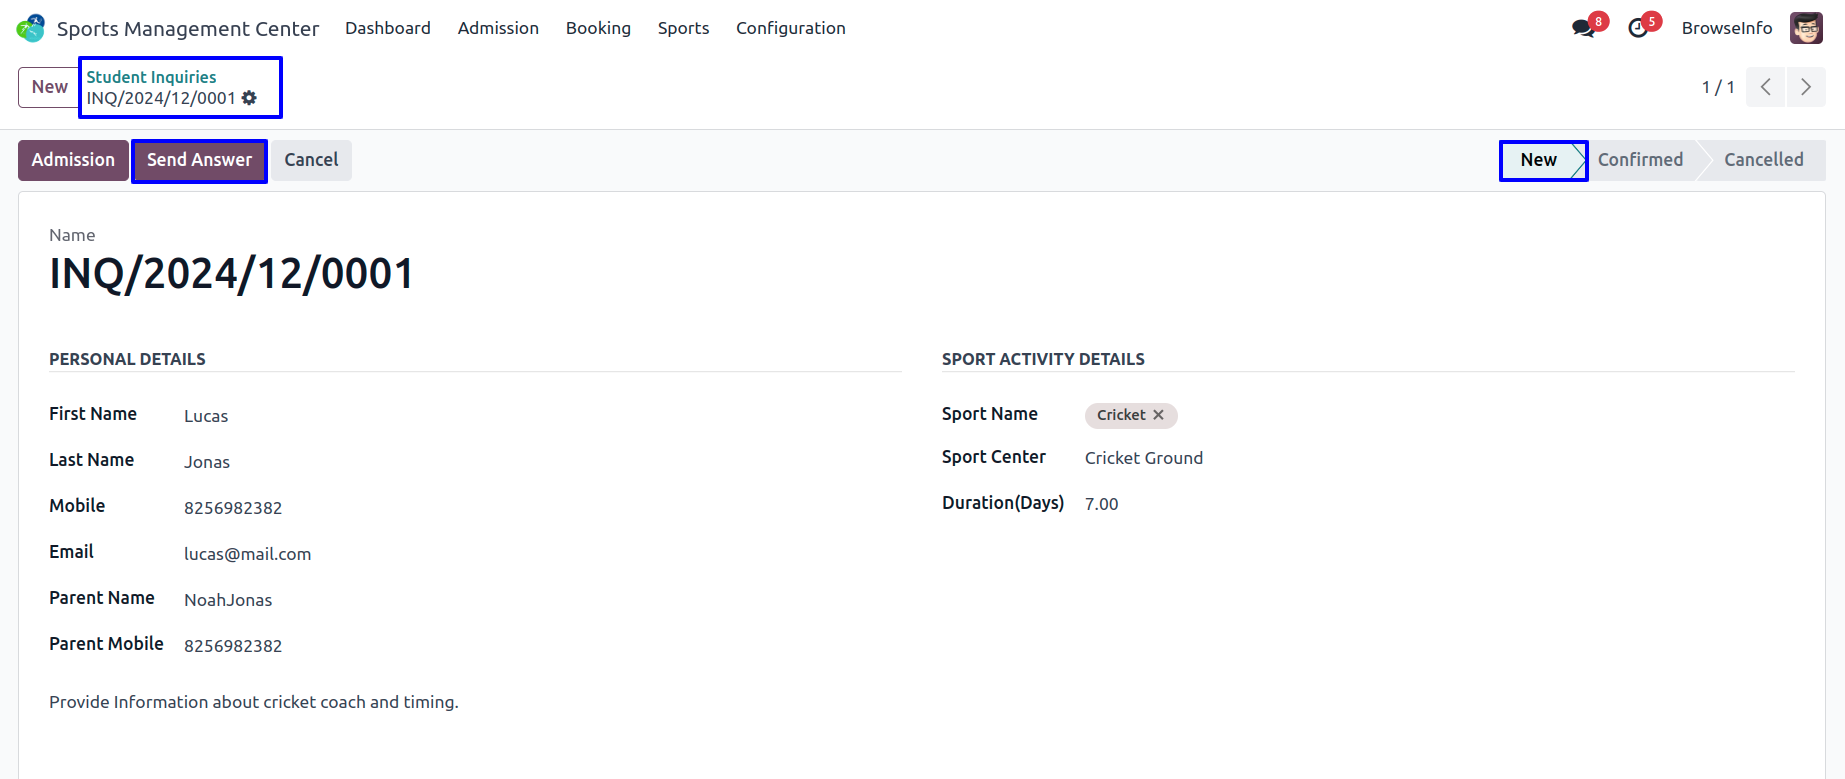 Sports Management Center Dashboard Admission Booking Sports Configuration 8 5 BrowseInfo
New Student Inquiries 1 / 1
INQ/2024/12/0001
Admission Send Answer Cancel New Confirmed Cancelled
Name
INQ/2024/12/0001
PERSONAL DETAILS SPORT ACTIVITY DETAILS
First Name Lucas Sport Name Cricket ✕
Last Name Jonas Sport Center Cricket Ground
Mobile 8256982382 Duration(Days) 7.00
Email lucas@mail.com
Parent Name NoahJonas
Parent Mobile 8256982382
Provide Information about cricket coach and timing.